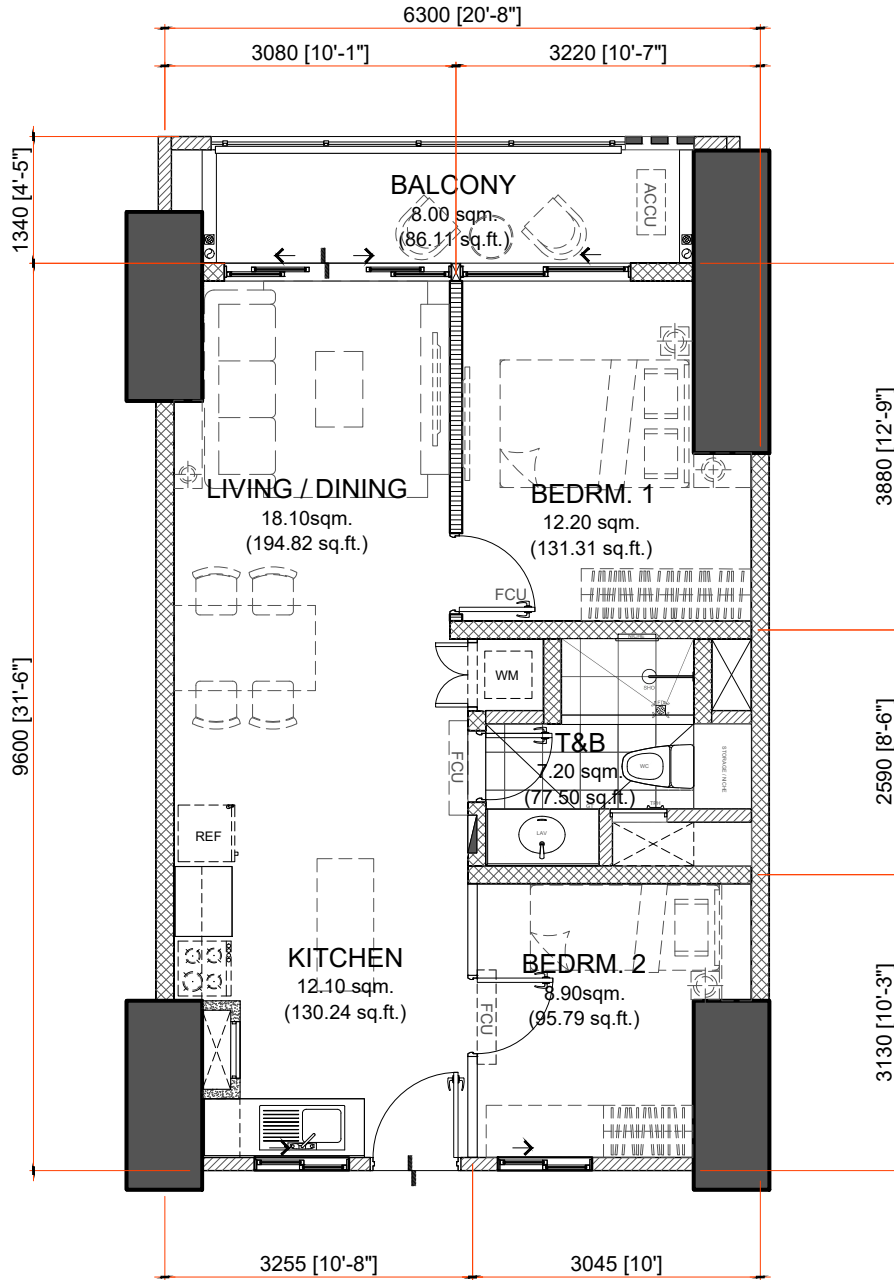 6300 [20'-8"]
3080 [10'-1"]
3220 [10'-7"]
1340 [4'-5"]
BALCONY
8.00 sqm.
(86.11 sq.ft.)
ACCU
3880 [12'-9"]
LIVING / DINING
18.10sqm.
(194.82 sq.ft.)
BEDRM. 1
12.20 sqm.
(131.31 sq.ft.)
FCU
9600 [31'-6"]
WM
SHO
FCU
T&B
7.20 sqm.
(77.50 sq.ft.)
WC
STORAGE / NICHE
2590 [8'-6"]
REF
LAV
KITCHEN
12.10 sqm.
(130.24 sq.ft.)
BEDRM. 2
8.90sqm.
(95.79 sq.ft.)
FCU
3130 [10'-3"]
3255 [10'-8"]
3045 [10']